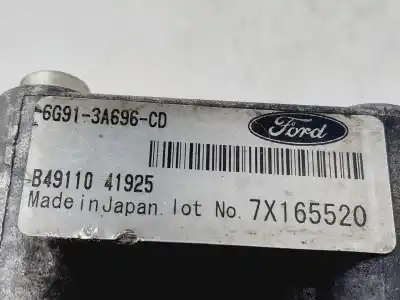 6G91-3A696-CD
Ford
B49110 41925
Made in Japan. lot No. 7X165520